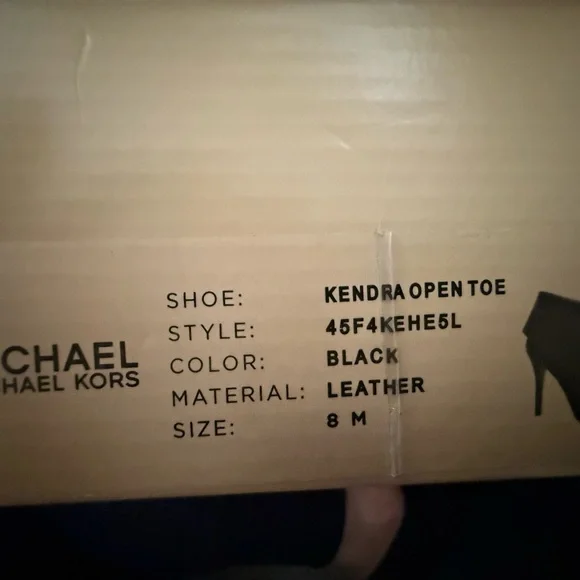 CHAEL
HAEL KORS
SHOE: KENDRA OPEN TOE
STYLE: 45F4KEHE5L
COLOR: BLACK
MATERIAL: LEATHER
SIZE: 8 M